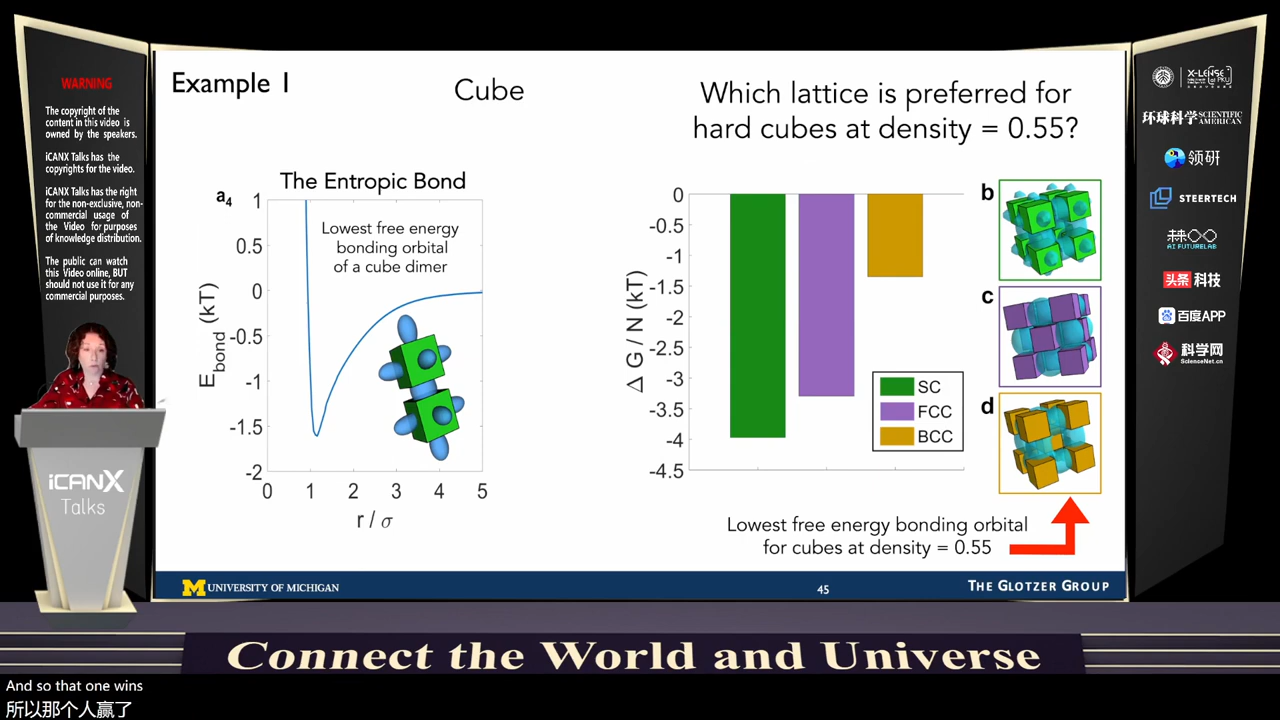 WARNING
The copyright of the
content in this video is
owned by the speakers.
iCANX Talks has the
copyrights for the video.
iCANX Talks has the right
for the non-exclusive, non-
commercial usage of
the Video for purposes
of knowledge distribution.
The public can watch
this Video online, BUT
should not use it for any
commercial purposes.
iCANX
Talks
Example 1
Cube
Which lattice is preferred for
hard cubes at density = 0.55?
The Entropic Bond
a₄
Lowest free energy
bonding orbital
of a cube dimer
1
0.5
0
-0.5
-1
-1.5
-2
E_bond (kT)
0 1 2 3 4 5
r / σ
0
-0.5
-1
-1.5
-2
-2.5
-3
-3.5
-4
-4.5
Δ G / N (kT)
SC
FCC
BCC
b
c
d
Lowest free energy bonding orbital
for cubes at density = 0.55
M UNIVERSITY OF MICHIGAN
45
THE GLOTZER GROUP
X-LENSE
环球科学 SCIENTIFIC AMERICAN
领研
STEERTECH
AI FUTURELAB
头条 科技
百度APP
科学网
ScienceNet.cn
Connect the World and Universe
And so that one wins
所以那个人赢了